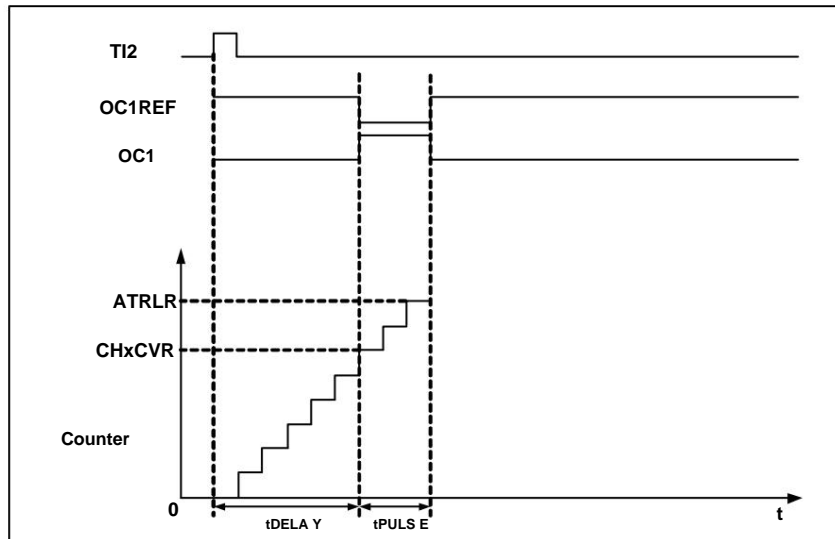 TI2
OC1REF
OC1
ATRLR
CHxCVR
Counter
0
t
tDELA Y
tPULS E